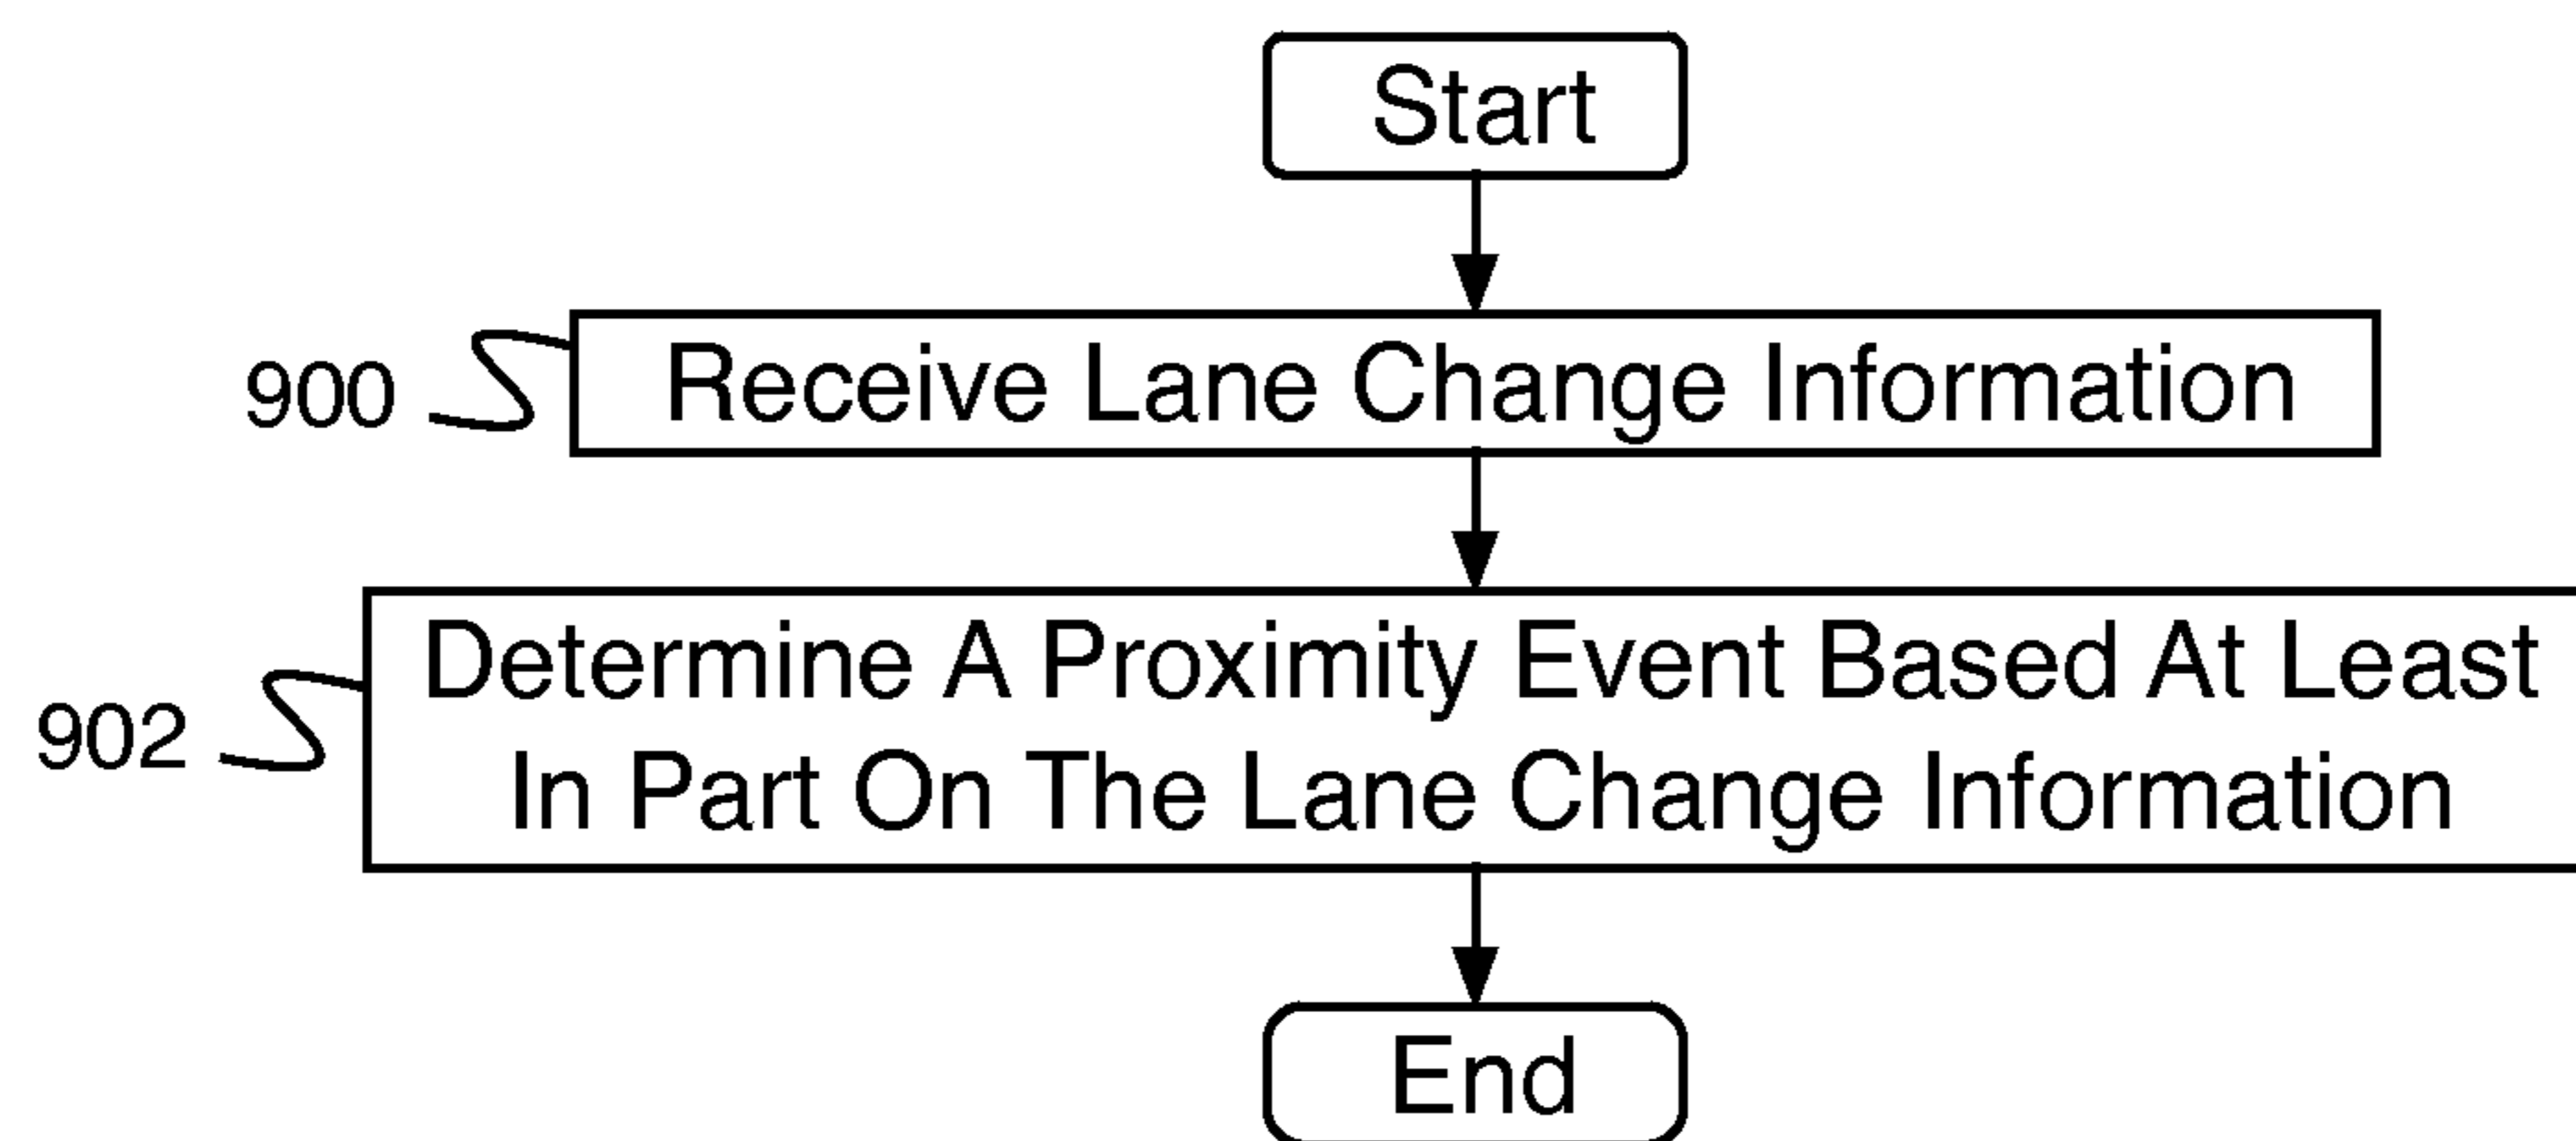 Start
900
Receive Lane Change Information
902
Determine A Proximity Event Based At Least
In Part On The Lane Change Information
End